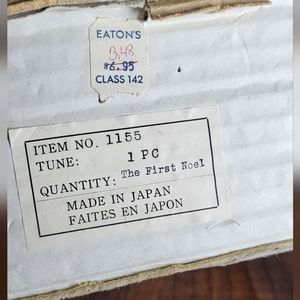 EATON'S
3.48
$6.95
CLASS 142
ITEM NO. 1155
TUNE: 1 PC
QUANTITY: The First Noel
MADE IN JAPAN
FAITES EN JAPON